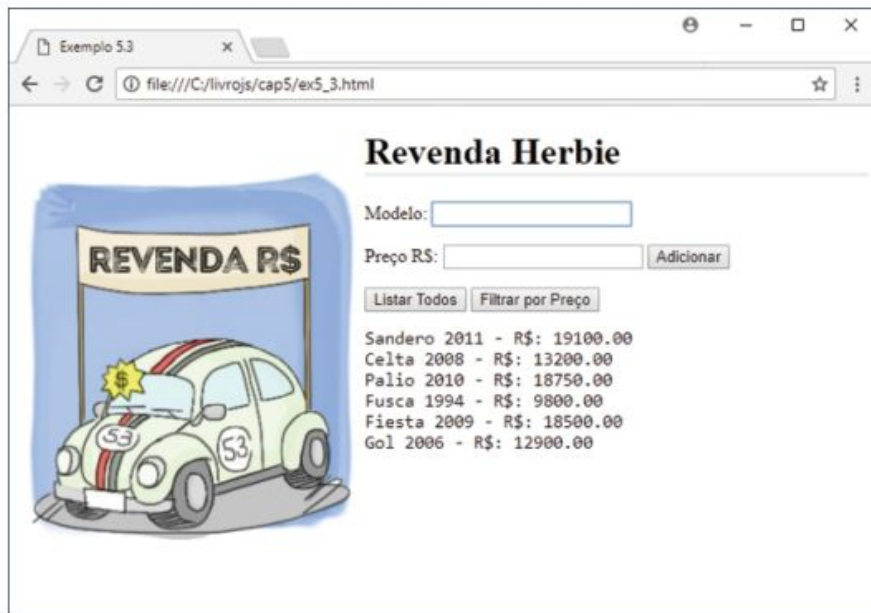 Exemplo 5.3
file:///C:/livrojs/cap5/ex5_3.html
Revenda Herbie
REVENDA R$
Modelo:
Preço R$: Adicionar
Listar Todos Filtrar por Preço
Sandero 2011 - R$: 19100.00
Celta 2008 - R$: 13200.00
Palio 2010 - R$: 18750.00
Fusca 1994 - R$: 9800.00
Fiesta 2009 - R$: 18500.00
Gol 2006 - R$: 12900.00
$
53
53